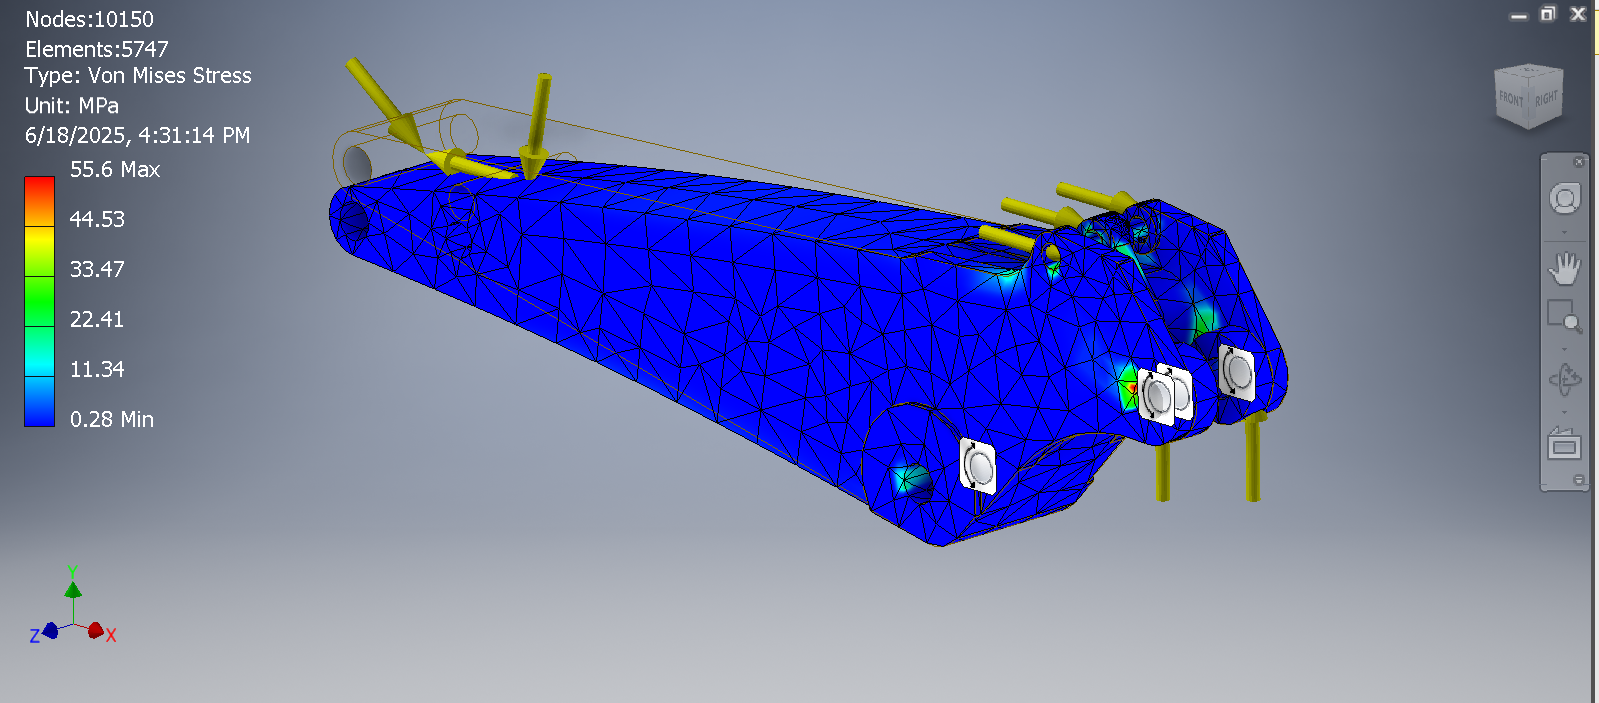 Nodes:10150
Elements:5747
Type: Von Mises Stress
Unit: MPa
6/18/2025, 4:31:14 PM
55.6 Max
44.53
33.47
22.41
11.34
0.28 Min
FRONT RIGHT
Y
Z X